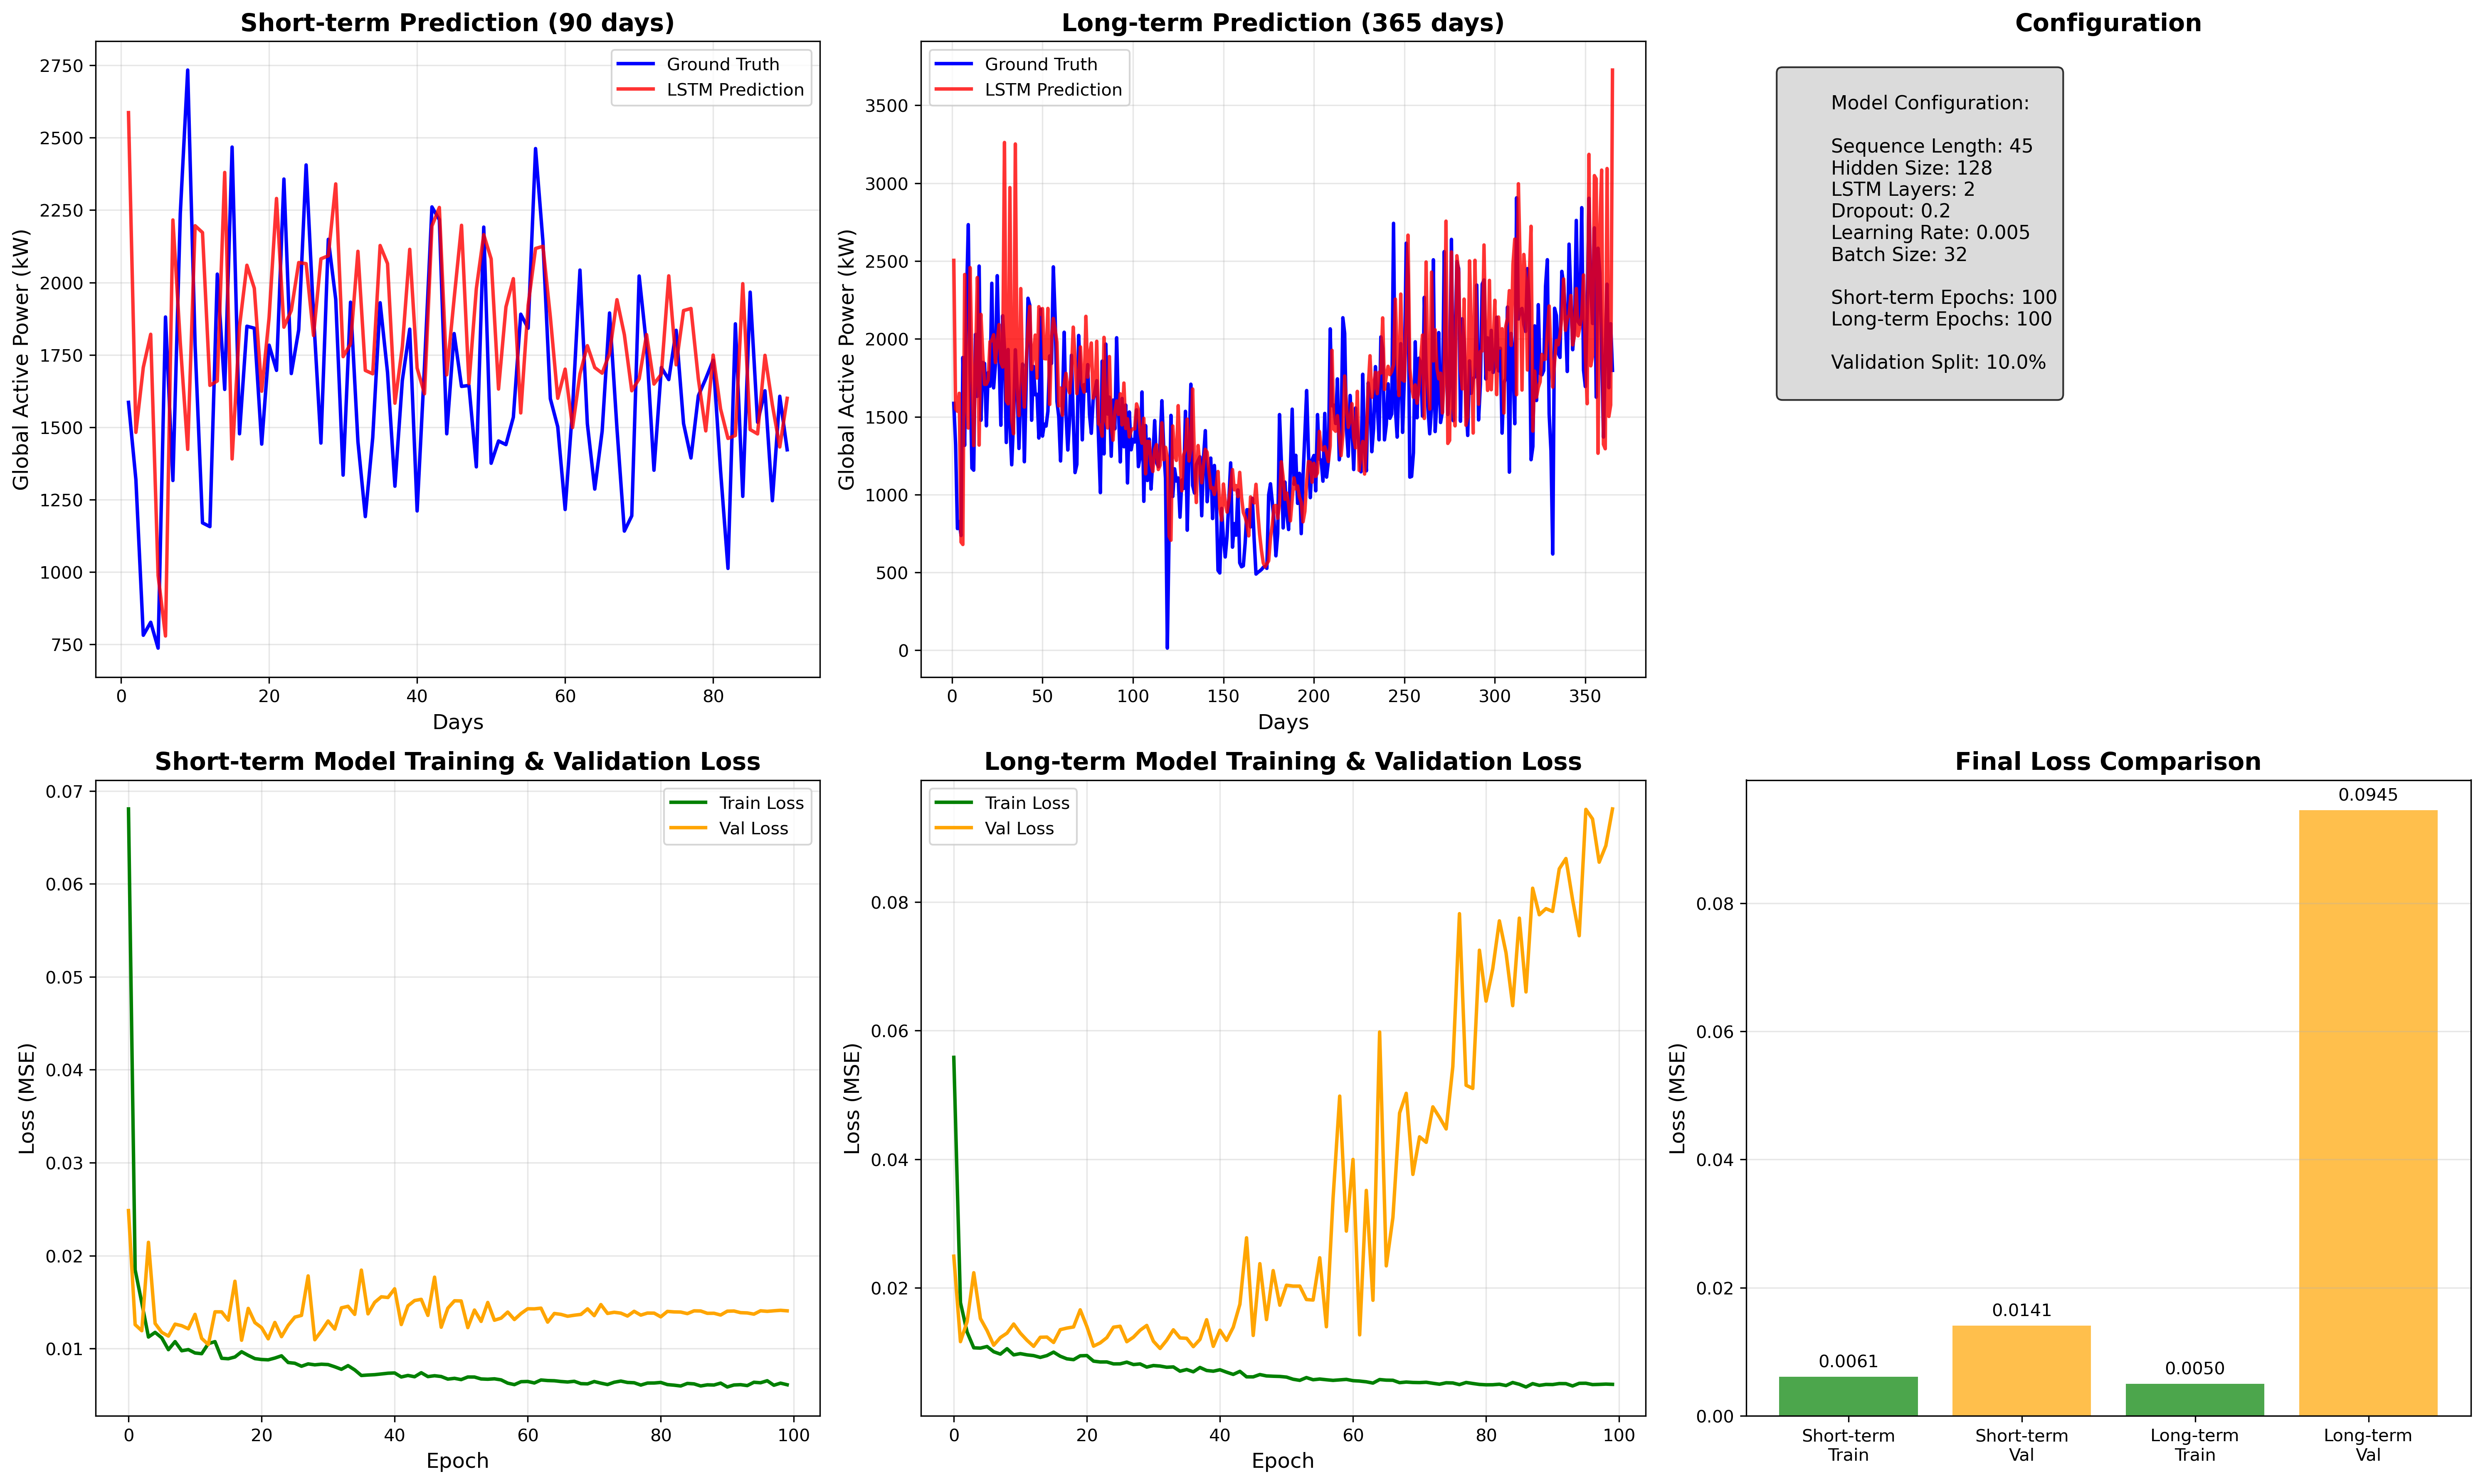 Short-term Prediction (90 days)
Global Active Power (kW)
2750
2500
2250
2000
1750
1500
1250
1000
750
0 20 40 60 80
Days
Ground Truth
LSTM Prediction
Long-term Prediction (365 days)
Global Active Power (kW)
3500
3000
2500
2000
1500
1000
500
0
0 50 100 150 200 250 300 350
Days
Ground Truth
LSTM Prediction
Configuration
Model Configuration:
Sequence Length: 45
Hidden Size: 128
LSTM Layers: 2
Dropout: 0.2
Learning Rate: 0.005
Batch Size: 32
Short-term Epochs: 100
Long-term Epochs: 100
Validation Split: 10.0%
Short-term Model Training & Validation Loss
Loss (MSE)
0.07
0.06
0.05
0.04
0.03
0.02
0.01
0 20 40 60 80 100
Epoch
Train Loss
Val Loss
Long-term Model Training & Validation Loss
Loss (MSE)
0.08
0.06
0.04
0.02
0 20 40 60 80 100
Epoch
Train Loss
Val Loss
Final Loss Comparison
Loss (MSE)
0.08
0.06
0.04
0.02
0.00
0.0061
0.0141
0.0050
0.0945
Short-term
Train
Short-term
Val
Long-term
Train
Long-term
Val